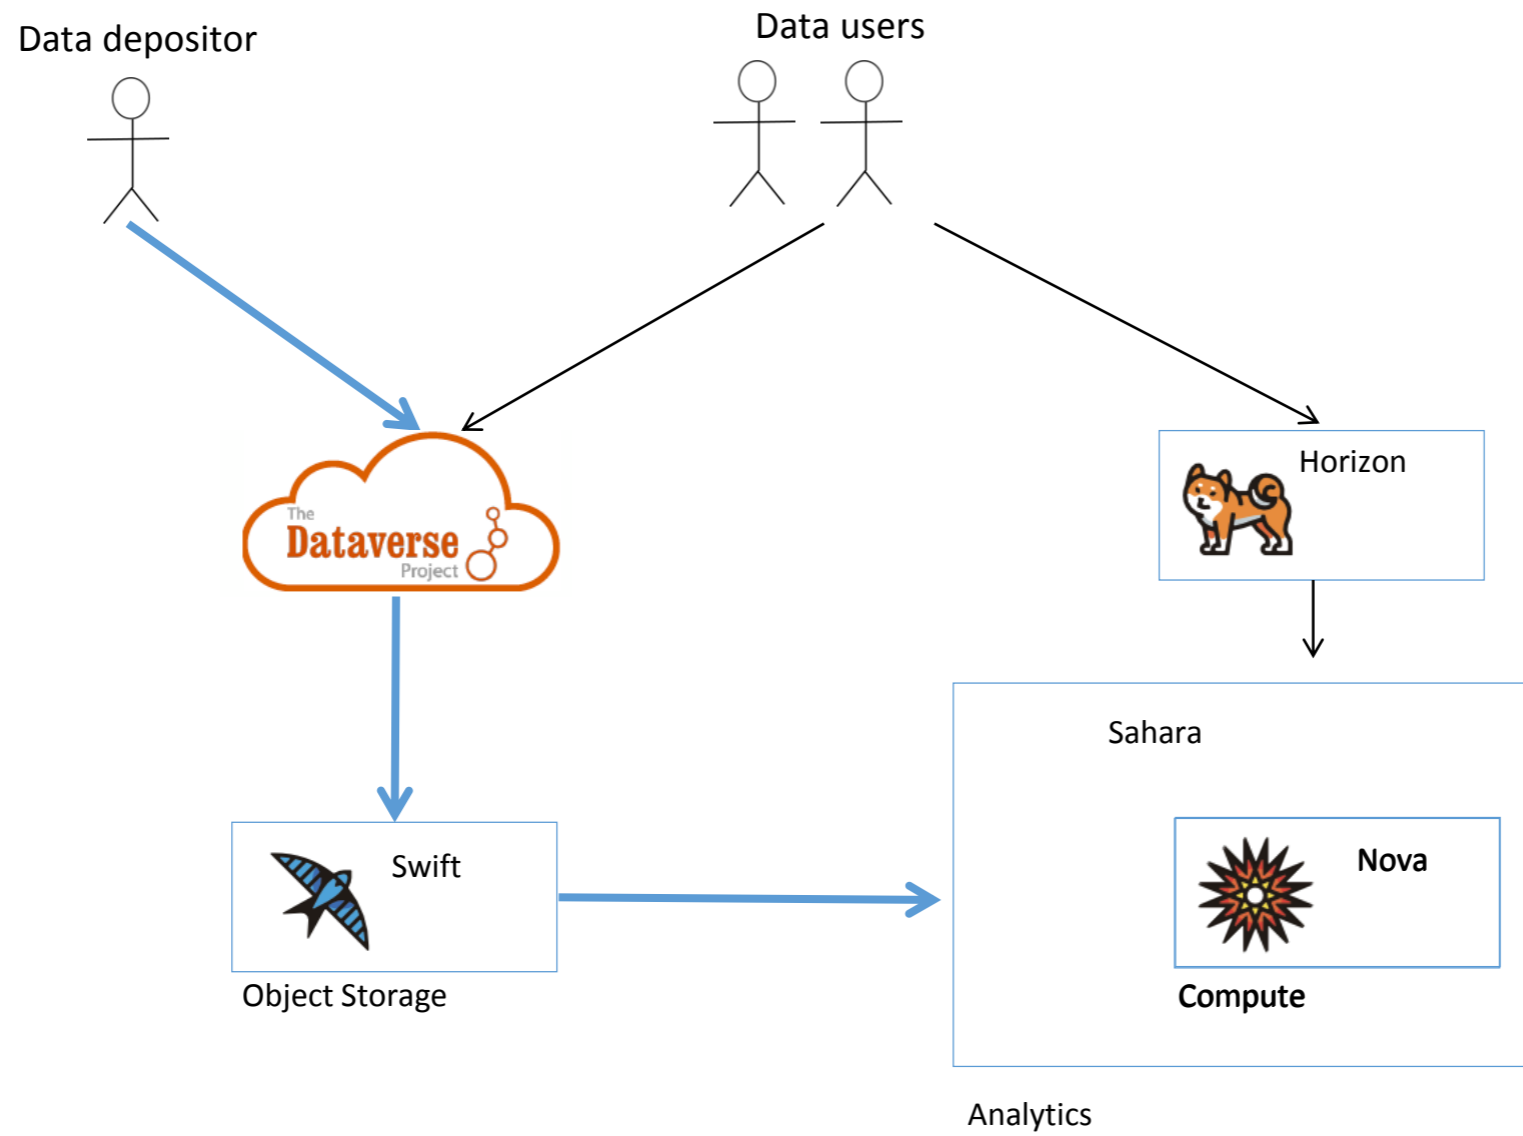 Data depositor
Data users
The
Dataverse
Project
Horizon
Sahara
Swift
Nova
Object Storage
Compute
Analytics